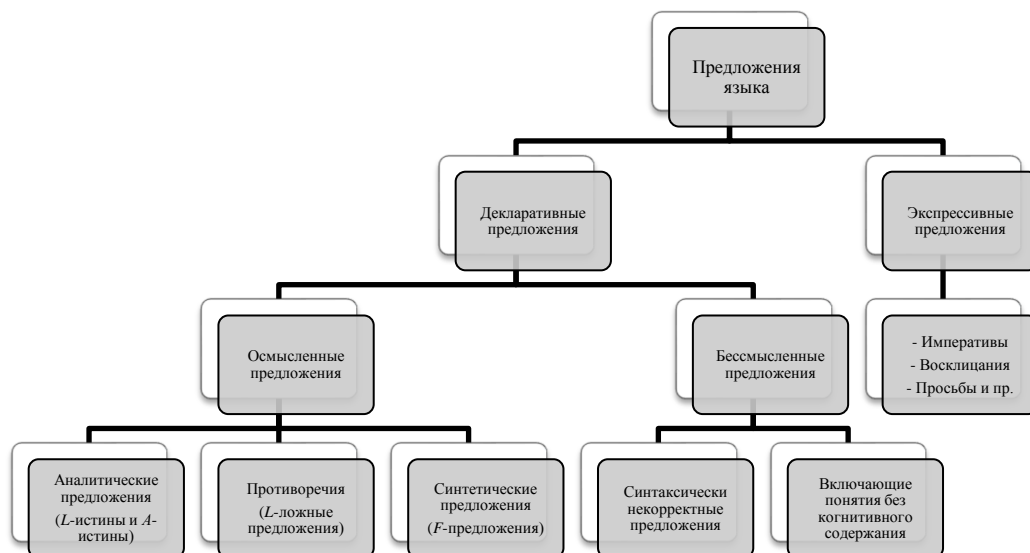 Предложения
языка
Декларативные
предложения
Экспрессивные
предложения
Осмысленные
предложения
Бессмысленные
предложения
- Императивы
- Восклицания
- Просьбы и пр.
Аналитические
предложения
(L-истины и A-
истины)
Противоречия
(L-ложные
предложения)
Синтетические
предложения
(F-предложения)
Синтаксически
некорректные
предложения
Включающие
понятия без
когнитивного
содержания